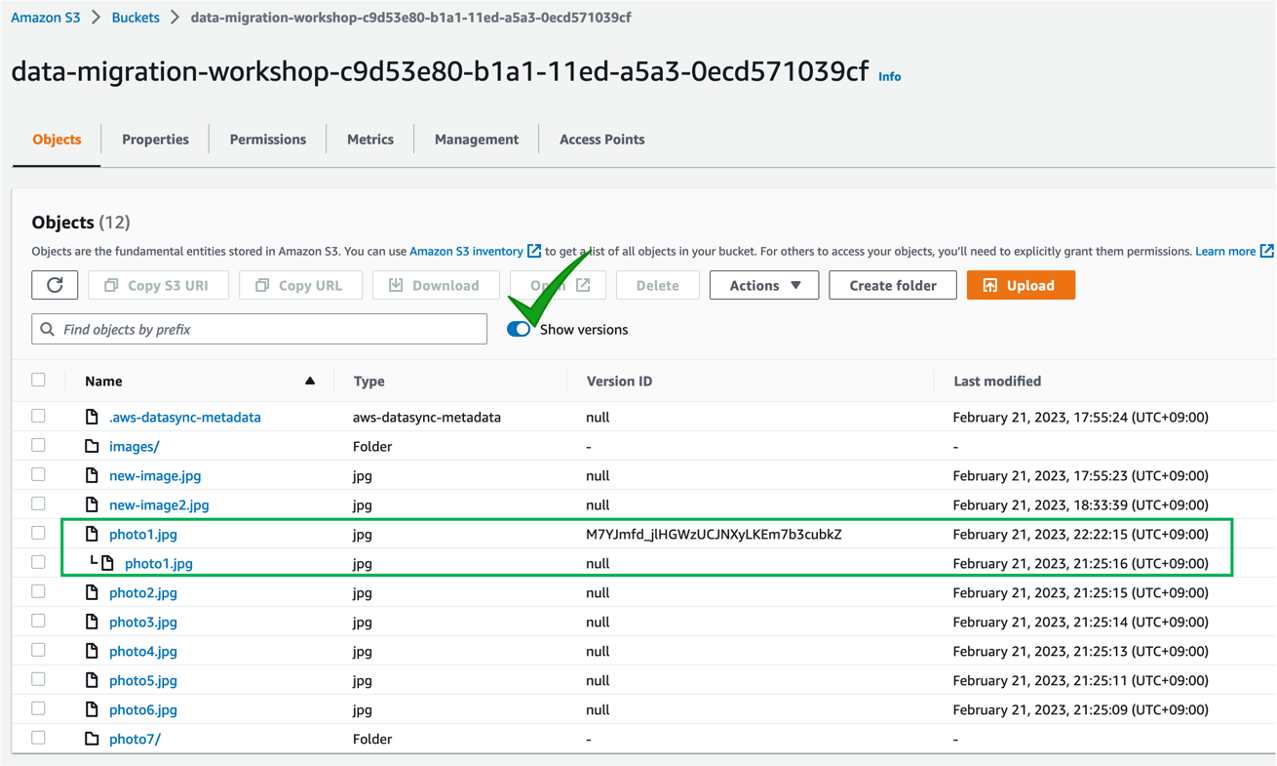 Amazon S3 > Buckets > data-migration-workshop-c9d53e80-b1a1-11ed-a5a3-0ecd571039cf
data-migration-workshop-c9d53e80-b1a1-11ed-a5a3-0ecd571039cf Info
Objects Properties Permissions Metrics Management Access Points
Objects (12)
Objects are the fundamental entities stored in Amazon S3. You can use Amazon S3 inventory to get a list of all objects in your bucket. For others to access your objects, you'll need to explicitly grant them permissions. Learn more
Copy S3 URI Copy URL Download Open Delete Actions Create folder Upload
Find objects by prefix Show versions
Name Type Version ID Last modified
.aws-datasync-metadata aws-datasync-metadata null February 21, 2023, 17:55:24 (UTC+09:00)
images/ Folder - -
new-image.jpg jpg null February 21, 2023, 17:55:23 (UTC+09:00)
new-image2.jpg jpg null February 21, 2023, 18:33:39 (UTC+09:00)
photo1.jpg jpg M7YJmfd_jlHGWzUCJNXyLKEm7b3cubkZ February 21, 2023, 22:22:15 (UTC+09:00)
photo1.jpg jpg null February 21, 2023, 21:25:16 (UTC+09:00)
photo2.jpg jpg null February 21, 2023, 21:25:15 (UTC+09:00)
photo3.jpg jpg null February 21, 2023, 21:25:14 (UTC+09:00)
photo4.jpg jpg null February 21, 2023, 21:25:13 (UTC+09:00)
photo5.jpg jpg null February 21, 2023, 21:25:11 (UTC+09:00)
photo6.jpg jpg null February 21, 2023, 21:25:09 (UTC+09:00)
photo7/ Folder - -